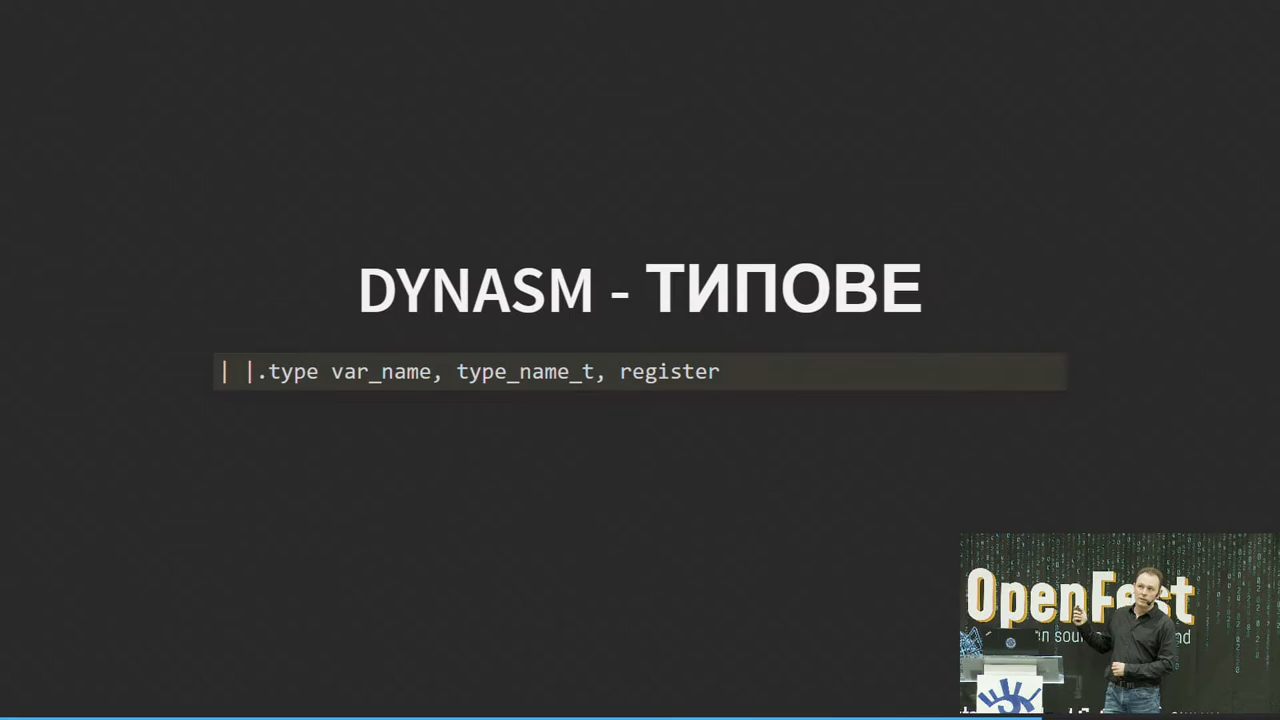 DYNASM - ТИПОВЕ
| |.type var_name, type_name_t, register
OpenFest